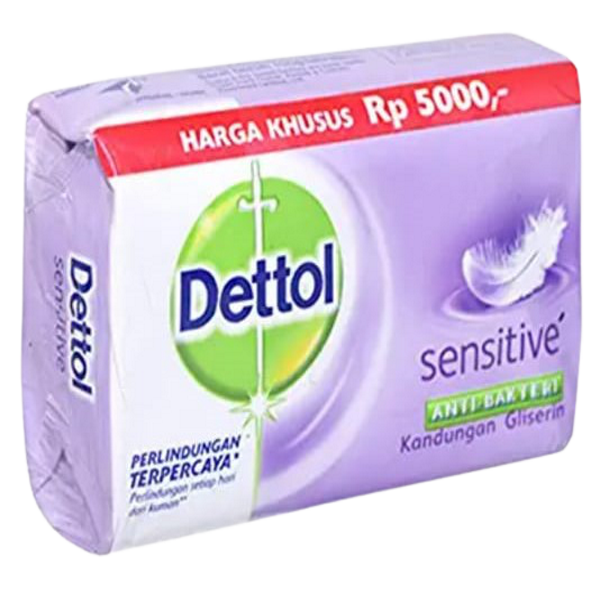 HARGA KHUSUS Rp 5000,-
Dettol
sensitive
ANTI BAKTERI
Kandungan Gliserin
PERLINDUNGAN
TERPERCAYA*
Perlindungan setiap hari
dari kuman**
Dettol
sensitive